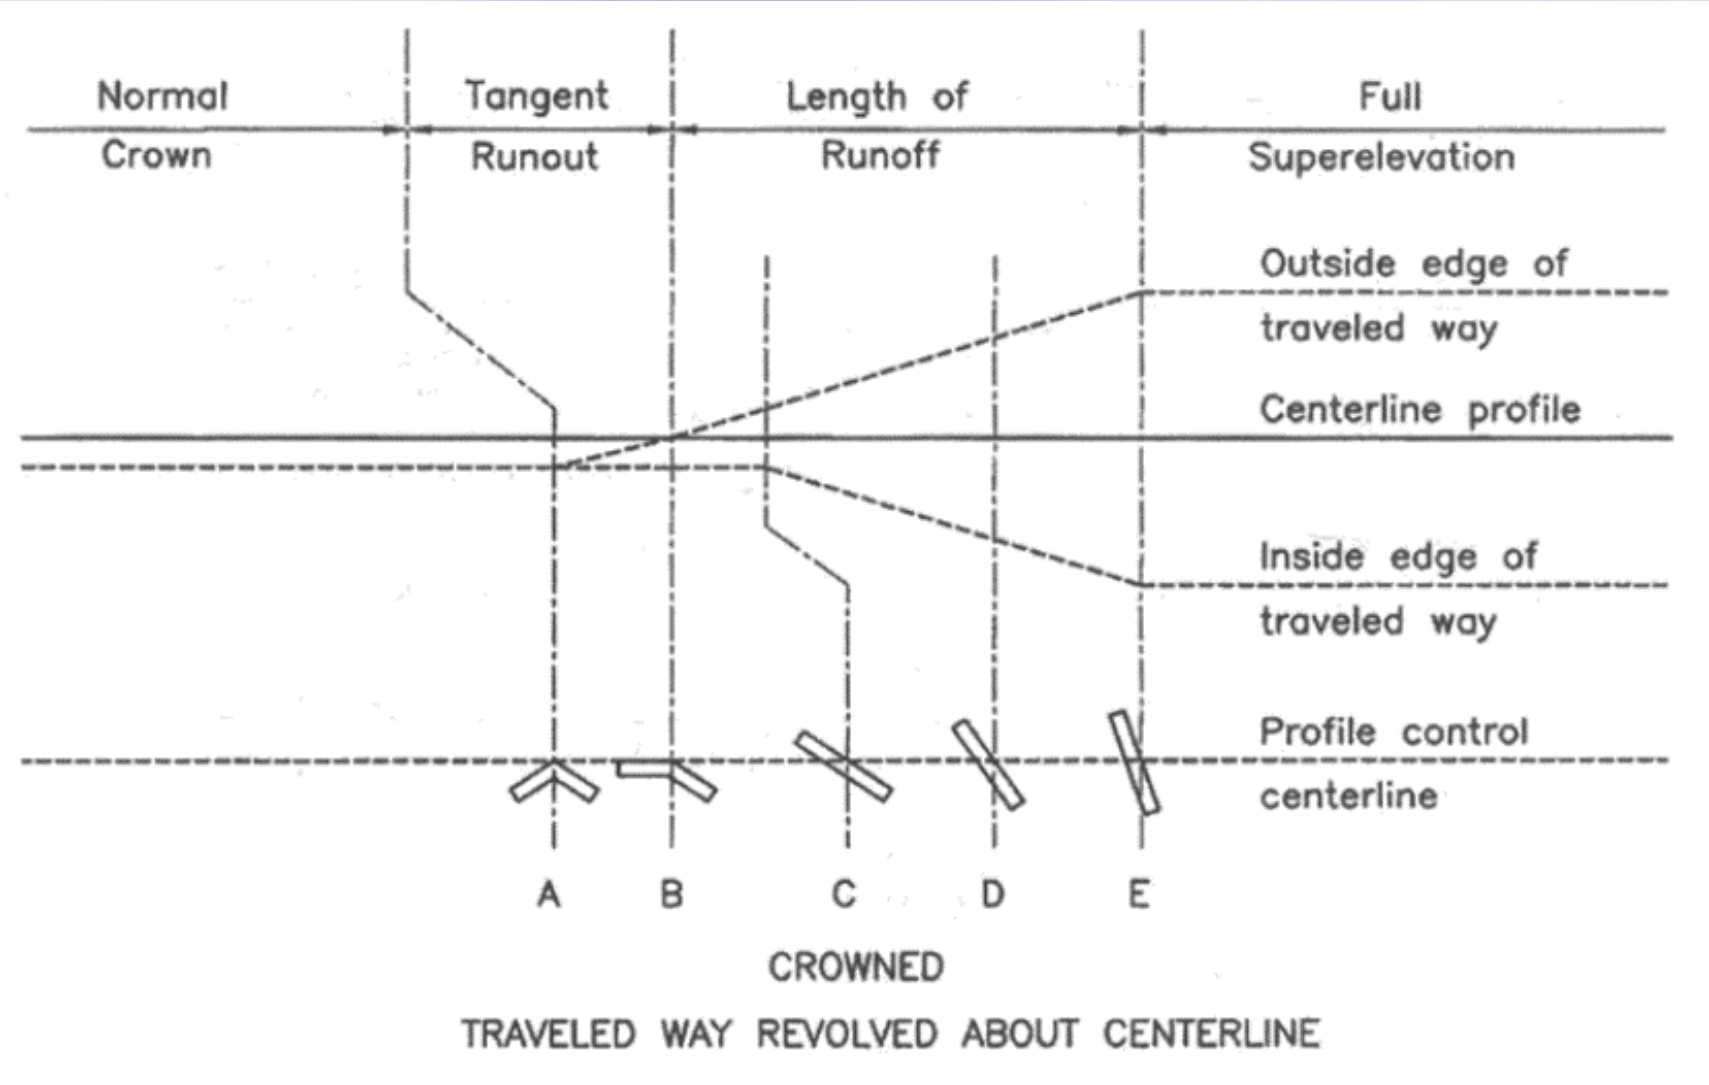 Normal
Crown
Tangent
Runout
Length of
Runoff
Full
Superelevation
Outside edge of
traveled way
Centerline profile
Inside edge of
traveled way
Profile control
centerline
A B C D E
CROWNED
TRAVELED WAY REVOLVED ABOUT CENTERLINE